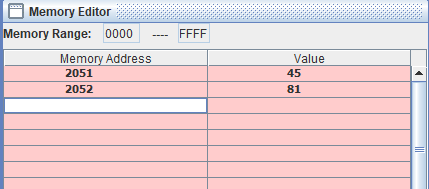 Memory Editor
Memory Range: 0000 ---- FFFF
Memory Address Value
2051 45
2052 81